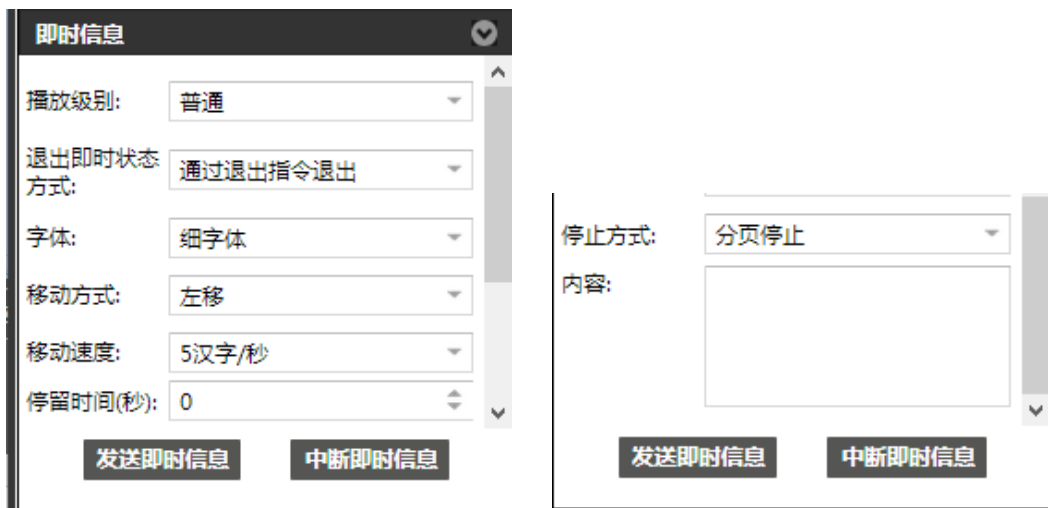 即时信息
播放级别: 普通
退出即时状态
方式: 通过退出指令退出
字体: 细字体
移动方式: 左移
移动速度: 5汉字/秒
停留时间(秒): 0
发送即时信息 中断即时信息
停止方式: 分页停止
内容:
发送即时信息 中断即时信息